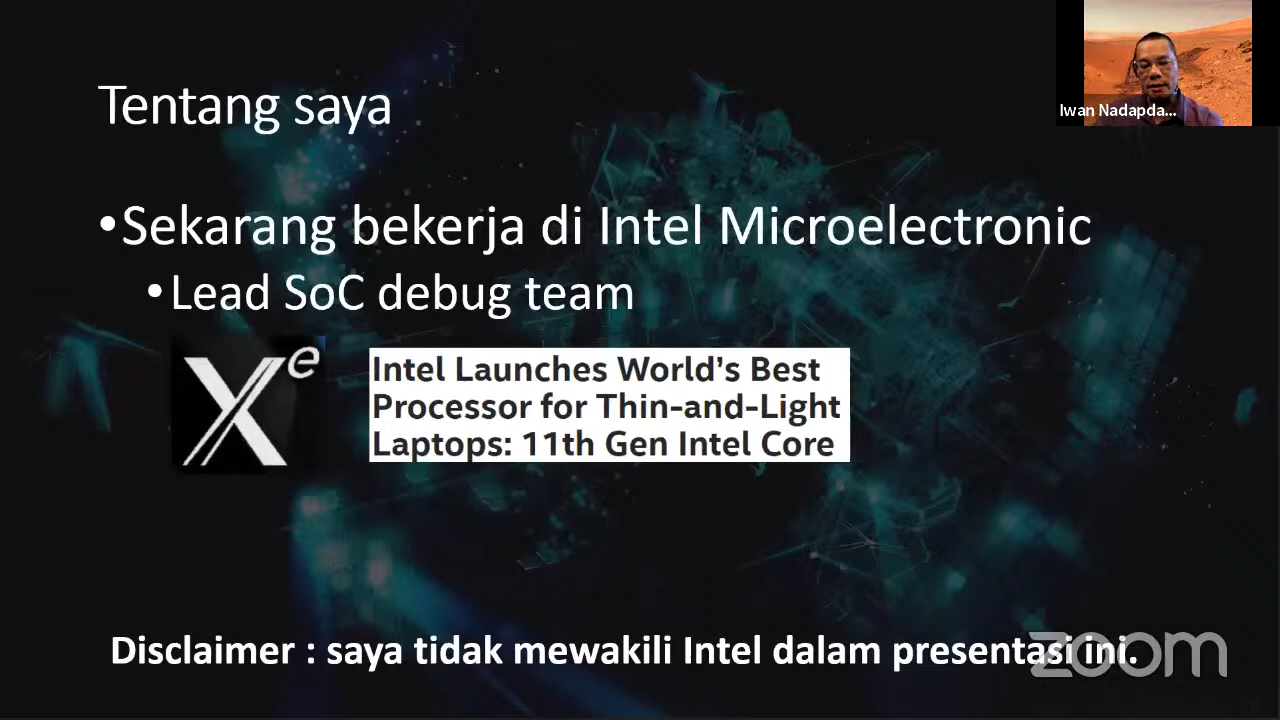 Tentang saya
Iwan Nadapda...
•Sekarang bekerja di Intel Microelectronic
•Lead SoC debug team
Xe
Intel Launches World’s Best
Processor for Thin-and-Light
Laptops: 11th Gen Intel Core
Disclaimer : saya tidak mewakili Intel dalam presentasi ini.
zoom